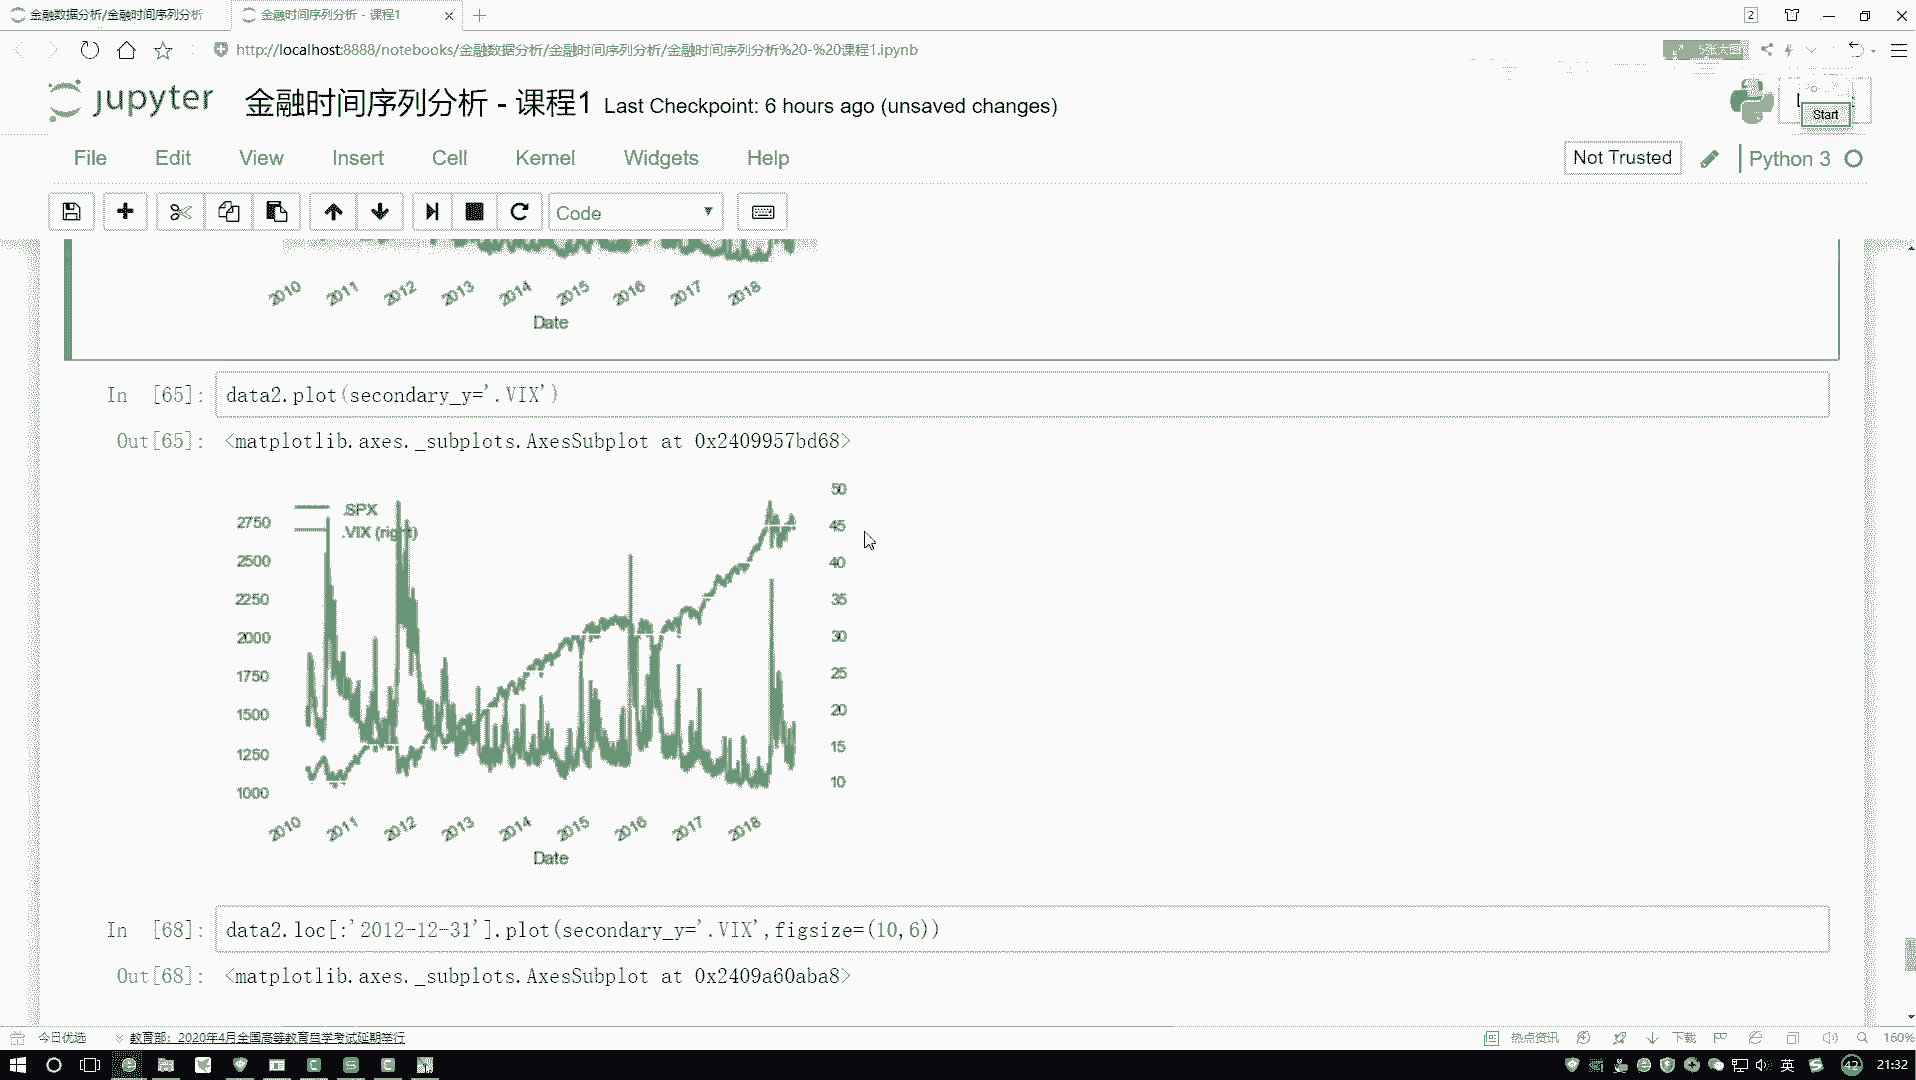 金融数据分析/金融时间序列分析
金融时间序列分析 - 课程1
2
http://localhost:8888/notebooks/金融数据分析/金融时间序列分析/金融时间序列分析%20-%20课程1.ipynb
5张大图
jupyter
金融时间序列分析 - 课程1 Last Checkpoint: 6 hours ago (unsaved changes)
Start
File Edit View Insert Cell Kernel Widgets Help
Not Trusted
Python 3
Code
2010 2011 2012 2013 2014 2015 2016 2017 2018
Date
In [65]: data2.plot(secondary_y='.VIX')
Out[65]: <matplotlib.axes._subplots.AxesSubplot at 0x2409957bd68>
.SPX
.VIX (right)
2750
2500
2250
2000
1750
1500
1250
1000
50
45
40
35
30
25
20
15
10
2010 2011 2012 2013 2014 2015 2016 2017 2018
Date
In [68]: data2.loc[:'2012-12-31'].plot(secondary_y='.VIX',figsize=(10,6))
Out[68]: <matplotlib.axes._subplots.AxesSubplot at 0x2409a60aba8>
今日优选
教育部：2020年4月全国高等教育自学考试延期举行
热点资讯
下载
160%
英
42
21:32